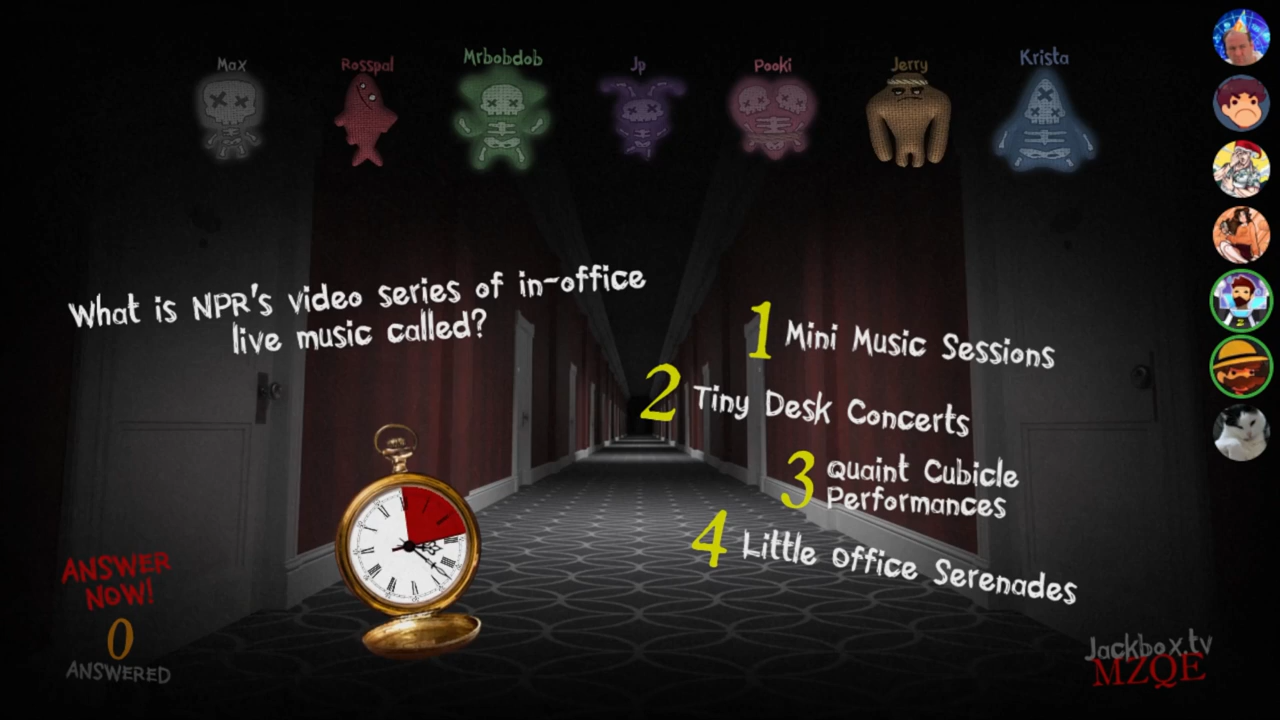 Max
Rosspal
Mrbobdob
Jp
Pooki
Jerry
Krista
What is NPR's video series of in-office
live music called?
1 Mini Music Sessions
2 Tiny Desk Concerts
3 Quaint Cubicle
Performances
4 Little Office Serenades
ANSWER
NOW!
0
ANSWERED
Jackbox.tv
MZQE